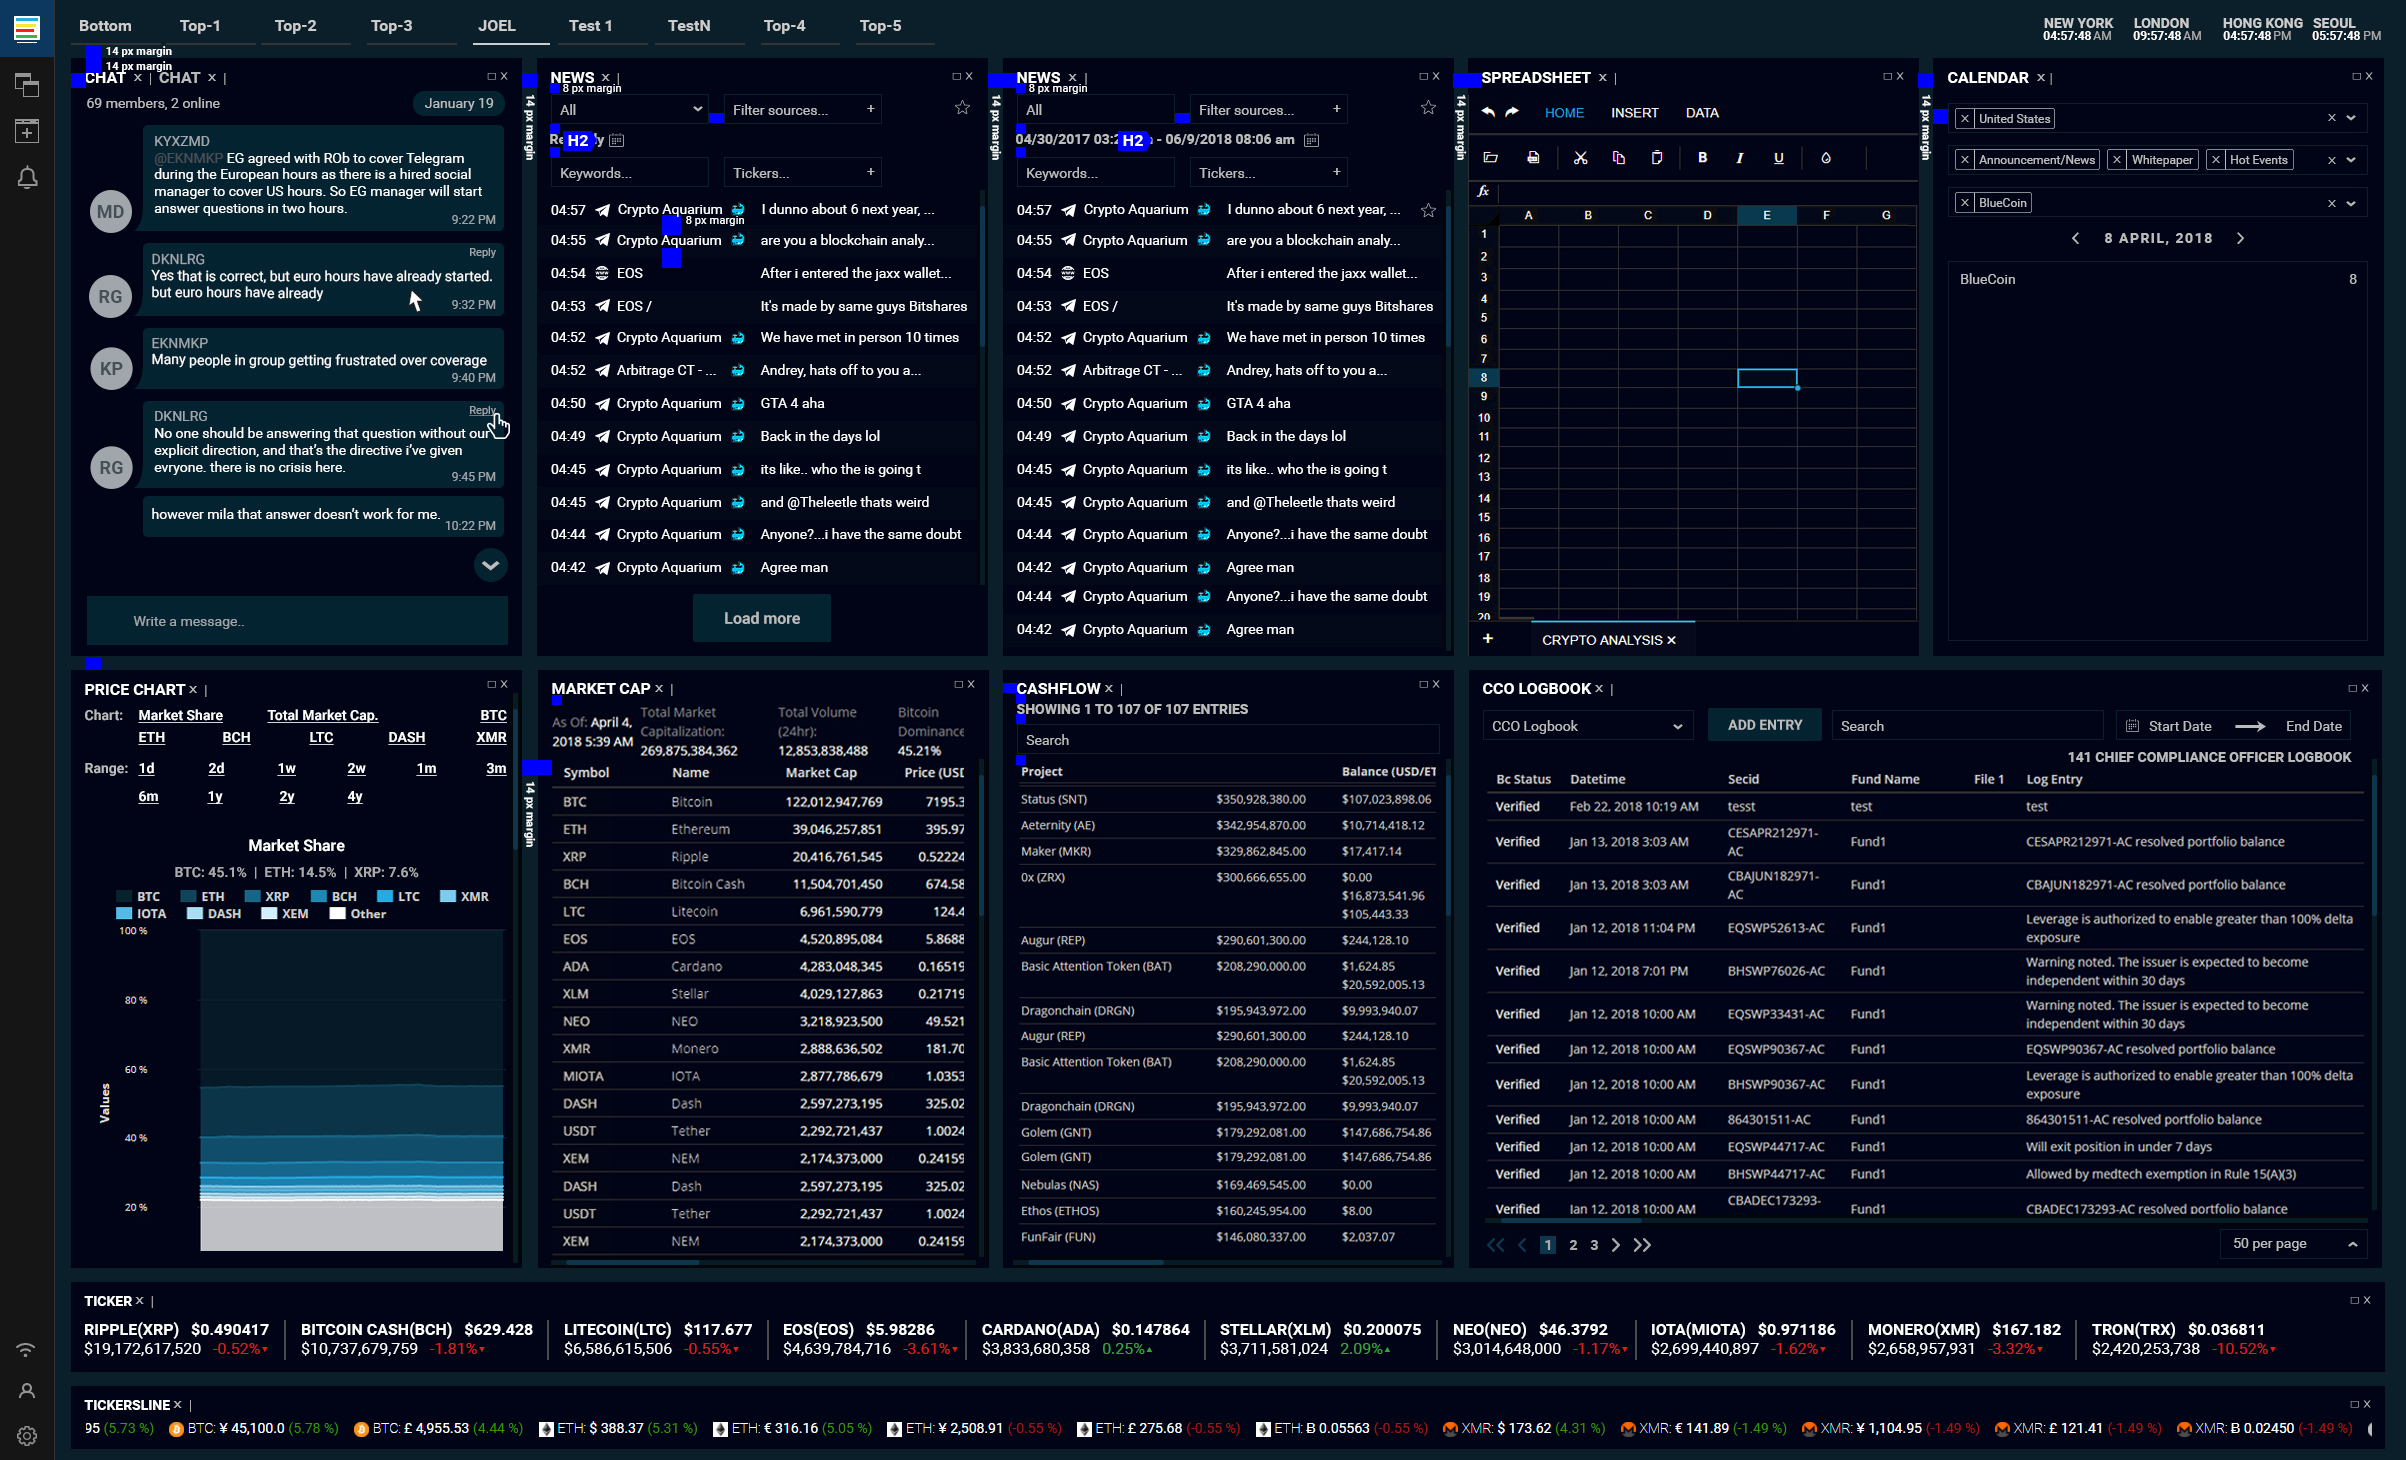 Bottom Top-1 Top-2 Top-3 JOEL Test 1 TestN Top-4 Top-5
NEW YORK LONDON HONG KONG SEOUL
04:57:48 AM 09:57:48 AM 04:57:48 PM 05:57:48 PM
14 px margin
14 px margin
CHAT x | CHAT x |
69 members, 2 online January 19
KYXZMD
@EKNMKP EG agreed with ROb to cover Telegram
during the European hours as there is a hired social
manager to cover US hours. So EG manager will start
answer questions in two hours.
MD
9:22 PM
Reply
DKNLRG
Yes that is correct, but euro hours have already started.
but euro hours have already
RG
9:32 PM
EKNMKP
Many people in group getting frustrated over coverage
KP
9:40 PM
Reply
DKNLRG
No one should be answering that question without our
explicit direction, and that's the directive i've given
evryone. there is no crisis here.
RG
9:45 PM
however mila that answer doesn't work for me.
10:22 PM
Write a message..
14 px margin
NEWS x |
8 px margin
All Filter sources... +
H2
Keywords... Tickers... +
04:57 Crypto Aquarium I dunno about 6 next year, ...
8 px margin
04:55 Crypto Aquarium are you a blockchain analy...
04:54 EOS After i entered the jaxx wallet...
04:53 EOS / It's made by same guys Bitshares
04:52 Crypto Aquarium We have met in person 10 times
04:52 Arbitrage CT - ... Andrey, hats off to you a...
04:50 Crypto Aquarium GTA 4 aha
04:49 Crypto Aquarium Back in the days lol
04:45 Crypto Aquarium its like.. who the is going t
04:45 Crypto Aquarium and @Theleetle thats weird
04:44 Crypto Aquarium Anyone?...i have the same doubt
04:42 Crypto Aquarium Agree man
Load more
14 px margin
NEWS x |
8 px margin
All Filter sources... +
04/30/2017 03:2 H2 - 06/9/2018 08:06 am
Keywords... Tickers... +
04:57 Crypto Aquarium I dunno about 6 next year, ...
04:55 Crypto Aquarium are you a blockchain analy...
04:54 EOS After i entered the jaxx wallet...
04:53 EOS / It's made by same guys Bitshares
04:52 Crypto Aquarium We have met in person 10 times
04:52 Arbitrage CT - ... Andrey, hats off to you a...
04:50 Crypto Aquarium GTA 4 aha
04:49 Crypto Aquarium Back in the days lol
04:45 Crypto Aquarium its like.. who the is going t
04:45 Crypto Aquarium and @Theleetle thats weird
04:44 Crypto Aquarium Anyone?...i have the same doubt
04:42 Crypto Aquarium Agree man
04:44 Crypto Aquarium Anyone?...i have the same doubt
04:42 Crypto Aquarium Agree man
14 px margin
SPREADSHEET x |
HOME INSERT DATA
B I U
fx
A B C D E F G
1
2
3
4
5
6
7
8
9
10
11
12
13
14
15
16
17
18
19
20
+ CRYPTO ANALYSIS x
14 px margin
CALENDAR x |
x United States x
x Announcement/News x Whitepaper x Hot Events x
x BlueCoin x
< 8 APRIL, 2018 >
BlueCoin 8
PRICE CHART x |
Chart: Market Share Total Market Cap. BTC
ETH BCH LTC DASH XMR
Range: 1d 2d 1w 2w 1m 3m
6m 1y 2y 4y
Market Share
BTC: 45.1% | ETH: 14.5% | XRP: 7.6%
BTC ETH XRP BCH LTC XMR
IOTA DASH XEM Other
100 %
80 %
60 %
40 %
20 %
Values
14 px margin
MARKET CAP x |
As Of: April 4, 2018 5:39 AM
Total Market Capitalization: 269,875,384,362
Total Volume (24hr): 12,853,838,488
Bitcoin Dominance 45.21%
Symbol Name Market Cap Price (USD
BTC Bitcoin 122,012,947,769 7195.3
ETH Ethereum 39,046,257,851 395.97
XRP Ripple 20,416,761,545 0.52224
BCH Bitcoin Cash 11,504,701,450 674.58
LTC Litecoin 6,961,590,779 124.4
EOS EOS 4,520,895,084 5.8688
ADA Cardano 4,283,048,345 0.16519
XLM Stellar 4,029,127,863 0.21719
NEO NEO 3,218,923,500 49.521
XMR Monero 2,888,636,502 181.70
MIOTA IOTA 2,877,786,679 1.0353
DASH Dash 2,597,273,195 325.02
USDT Tether 2,292,721,437 1.0024
XEM NEM 2,174,373,000 0.24159
DASH Dash 2,597,273,195 325.02
USDT Tether 2,292,721,437 1.0024
XEM NEM 2,174,373,000 0.24159
CASHFLOW x |
SHOWING 1 TO 107 OF 107 ENTRIES
Search
Project Balance (USD/ET
Status (SNT) $350,928,380.00 $107,023,898.06
Aeternity (AE) $342,954,870.00 $10,714,418.12
Maker (MKR) $329,862,845.00 $17,417.14
0x (ZRX) $300,666,655.00 $0.00
$16,873,541.96
$105,443.33
Augur (REP) $290,601,300.00 $244,128.10
Basic Attention Token (BAT) $208,290,000.00 $1,624.85
$20,592,005.13
Dragonchain (DRGN) $195,943,972.00 $9,993,940.07
Augur (REP) $290,601,300.00 $244,128.10
Basic Attention Token (BAT) $208,290,000.00 $1,624.85
$20,592,005.13
Dragonchain (DRGN) $195,943,972.00 $9,993,940.07
Golem (GNT) $179,292,081.00 $147,686,754.86
Golem (GNT) $179,292,081.00 $147,686,754.86
Nebulas (NAS) $169,469,545.00 $0.00
Ethos (ETHOS) $160,245,954.00 $8.00
FunFair (FUN) $146,080,337.00 $2,037.07
CCO LOGBOOK x |
CCO Logbook ADD ENTRY Search Start Date End Date
141 CHIEF COMPLIANCE OFFICER LOGBOOK
Bc Status Datetime Secid Fund Name File 1 Log Entry
Verified Feb 22, 2018 10:19 AM tesst test test
Verified Jan 13, 2018 3:03 AM CESAPR212971-AC Fund1 CESAPR212971-AC resolved portfolio balance
Verified Jan 13, 2018 3:03 AM CBAJUN182971-AC Fund1 CBAJUN182971-AC resolved portfolio balance
Verified Jan 12, 2018 11:04 PM EQSWP52613-AC Fund1 Leverage is authorized to enable greater than 100% delta
exposure
Verified Jan 12, 2018 7:01 PM BHSWP76026-AC Fund1 Warning noted. The issuer is expected to become
independent within 30 days
Verified Jan 12, 2018 10:00 AM EQSWP33431-AC Fund1 Warning noted. The issuer is expected to become
independent within 30 days
Verified Jan 12, 2018 10:00 AM EQSWP90367-AC Fund1 EQSWP90367-AC resolved portfolio balance
Verified Jan 12, 2018 10:00 AM BHSWP90367-AC Fund1 Leverage is authorized to enable greater than 100% delta
exposure
Verified Jan 12, 2018 10:00 AM 864301511-AC Fund1 864301511-AC resolved portfolio balance
Verified Jan 12, 2018 10:00 AM EQSWP44717-AC Fund1 Will exit position in under 7 days
Verified Jan 12, 2018 10:00 AM BHSWP44717-AC Fund1 Allowed by medtech exemption in Rule 15(A)(3)
Verified Jan 12, 2018 10:00 AM CBADEC173293- Fund1 CBADEC173293-AC resolved portfolio balance
1 2 3 50 per page
TICKER x |
RIPPLE(XRP) $0.490417 BITCOIN CASH(BCH) $629.428 LITECOIN(LTC) $117.677 EOS(EOS) $5.98286 CARDANO(ADA) $0.147864 STELLAR(XLM) $0.200075 NEO(NEO) $46.3792 IOTA(MIOTA) $0.971186 MONERO(XMR) $167.182 TRON(TRX) $0.036811
$19,172,617,520 -0.52% $10,737,679,759 -1.81% $6,586,615,506 -0.55% $4,639,784,716 -3.61% $3,833,680,358 0.25% $3,711,581,024 2.09% $3,014,648,000 -1.17% $2,699,440,897 -1.62% $2,658,957,931 -3.32% $2,420,253,738 -10.52%
TICKERSLINE x |
95 (5.73 %) BTC: ¥ 45,100.0 (5.78 %) BTC: £ 4,955.53 (4.44 %) ETH: $ 388.37 (5.31 %) ETH: € 316.16 (5.05 %) ETH: ¥ 2,508.91 (-0.55 %) ETH: £ 275.68 (-0.55 %) ETH: Ƀ 0.05563 (-0.55 %) XMR: $ 173.62 (4.31 %) XMR: € 141.89 (-1.49 %) XMR: ¥ 1,104.95 (-1.49 %) XMR: £ 121.41 (-1.49 %) XMR: Ƀ 0.02450 (-1.49 %)